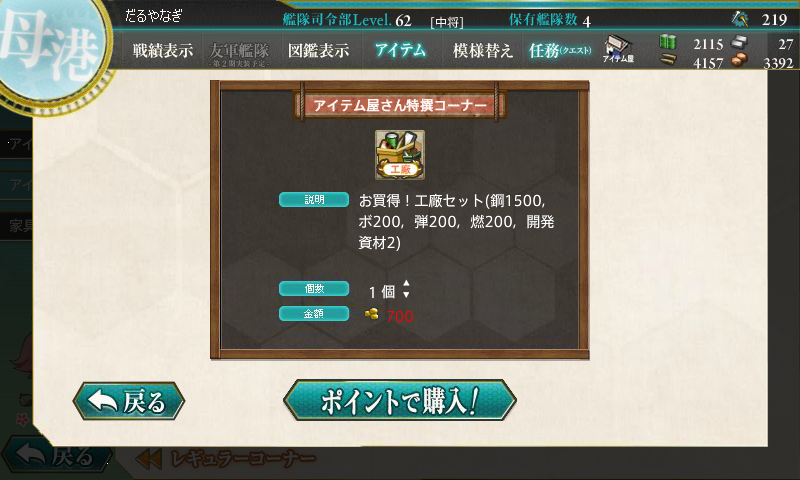 母港
だるやなぎ
艦隊司令部Level. 62 [中将]
保有艦隊数 4
219
戦績表示
友軍艦隊
第2期実装予定
図鑑表示
アイテム
模様替え
任務(クエスト)
アイテム屋
2115
27
4157
3392
アイテム屋さん特撰コーナー
工廠
説明
お買得！工廠セット(鋼1500,
ボ200, 弾200, 燃200, 開発
資材2)
個数
1 個
金額
700
戻る
ポイントで購入!
アイ
アイ
家具
戻る
レギュラーコーナー